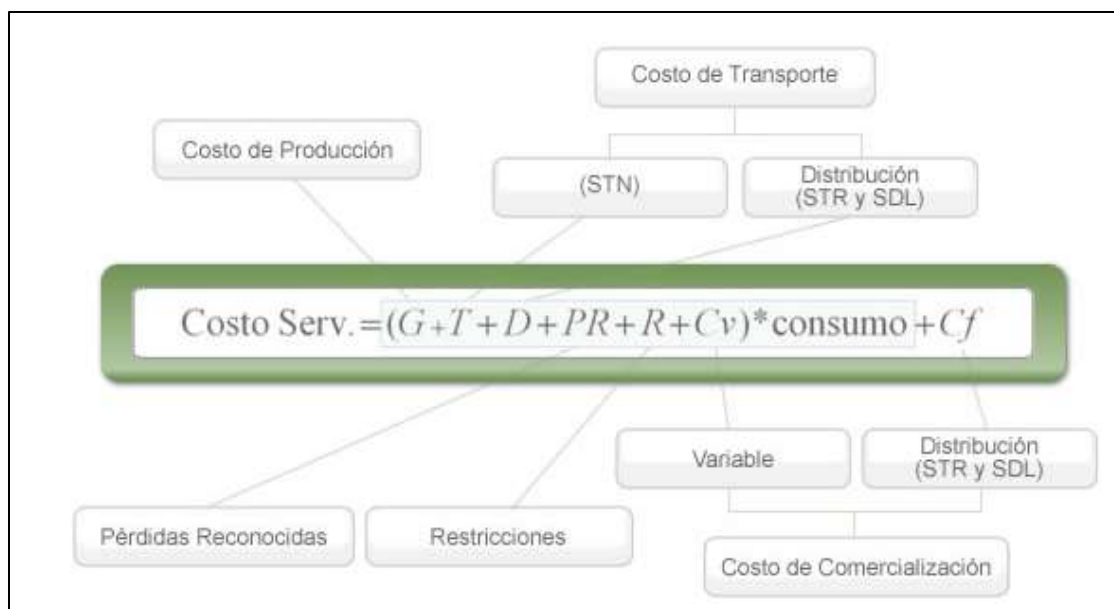 Costo de Transporte
Costo de Producción
(STN)
Distribución
(STR y SDL)
Costo Serv.=(G+T+D+PR+R+Cv)*consumo+Cf
Variable
Distribución
(STR y SDL)
Pérdidas Reconocidas
Restricciones
Costo de Comercialización